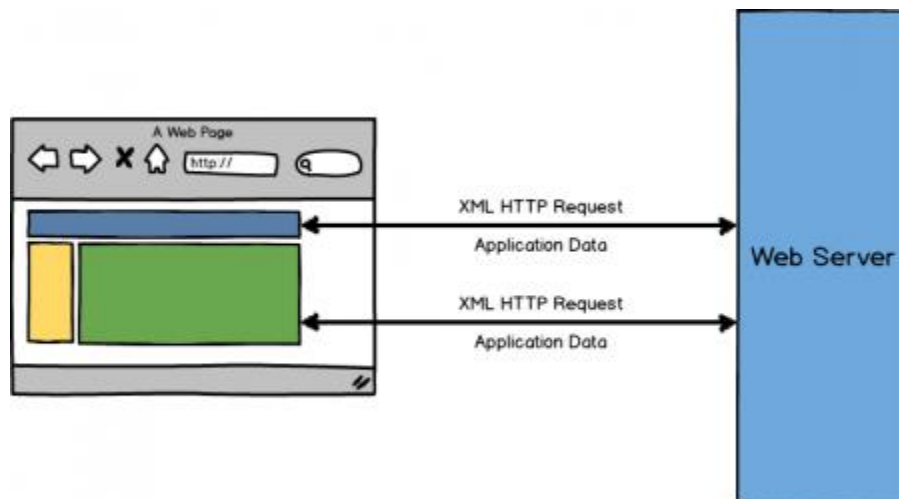 A Web Page
http://
XML HTTP Request
Application Data
XML HTTP Request
Application Data
Web Server